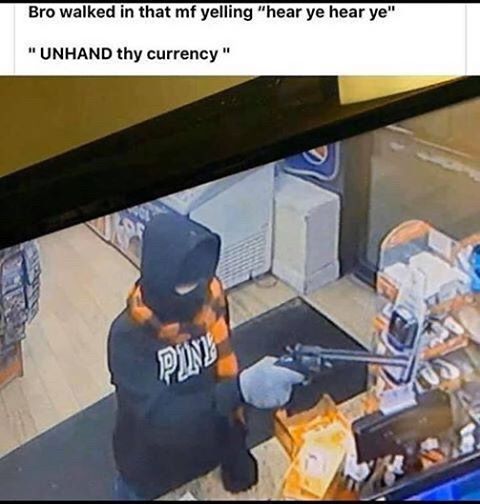 Bro walked in that mf yelling “hear ye hear ye"
" UNHAND thy currency "
PINK